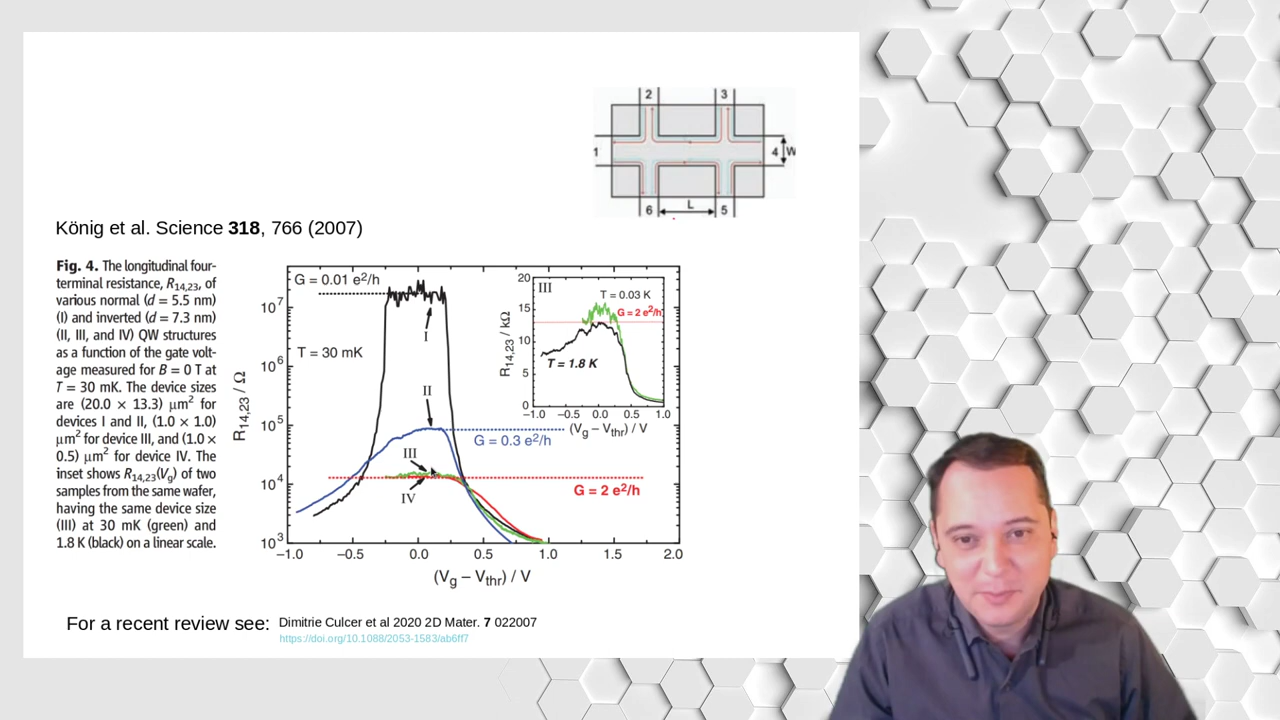 2 3
1 4 W
6 L 5
König et al. Science 318, 766 (2007)
Fig. 4. The longitudinal four-
terminal resistance, R14,23, of
various normal (d = 5.5 nm)
(I) and inverted (d = 7.3 nm)
(II, III, and IV) QW structures
as a function of the gate volt-
age measured for B = 0 T at
T = 30 mK. The device sizes
are (20.0 × 13.3) μm² for
devices I and II, (1.0 × 1.0)
μm² for device III, and (1.0 ×
0.5) μm² for device IV. The
inset shows R14,23(Vg) of two
samples from the same wafer,
having the same device size
(III) at 30 mK (green) and
1.8 K (black) on a linear scale.
R14,23 / Ω
10⁷
10⁶
10⁵
10⁴
10³
G = 0.01 e²/h
T = 30 mK
I
II
G = 0.3 e²/h
III
IV
G = 2 e²/h
−1.0 −0.5 0.0 0.5 1.0 1.5 2.0
(Vg − Vthr) / V
R14,23 / kΩ
20
15
10
5
0
III
T = 0.03 K
G = 2 e²/h
T = 1.8 K
−1.0 −0.5 0.0 0.5 1.0
(Vg − Vthr) / V
For a recent review see: Dimitrie Culcer et al 2020 2D Mater. 7 022007
https://doi.org/10.1088/2053-1583/ab6ff7